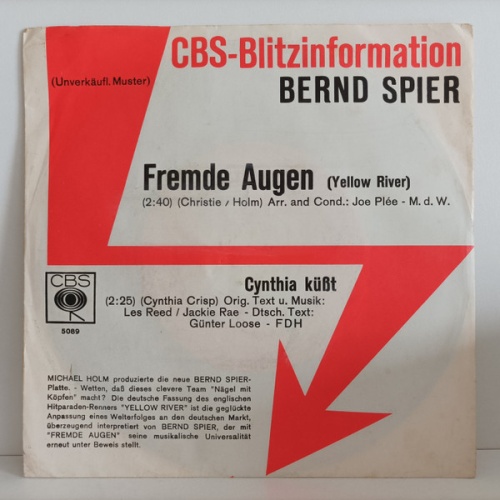 CBS-Blitzinformation
(Unverkäufl. Muster)
BERND SPIER
Fremde Augen (Yellow River)
(2:40) (Christie / Holm) Arr. and Cond.: Joe Plée - M. d. W.
CBS
5089
Cynthia küßt
(2:25) (Cynthia Crisp) Orig. Text u. Musik:
Les Reed / Jackie Rae - Dtsch. Text:
Günter Loose - FDH
MICHAEL HOLM produzierte die neue BERND SPIER-
Platte. - Wetten, daß dieses clevere Team "Nägel mit
Köpfen" macht? Die deutsche Fassung des englischen
Hitparaden-Renners "YELLOW RIVER" ist die geglückte
Anpassung eines Welterfolges an den deutschen Markt,
überzeugend interpretiert von BERND SPIER, der mit
"FREMDE AUGEN" seine musikalische Universalität
erneut unter Beweis stellt.